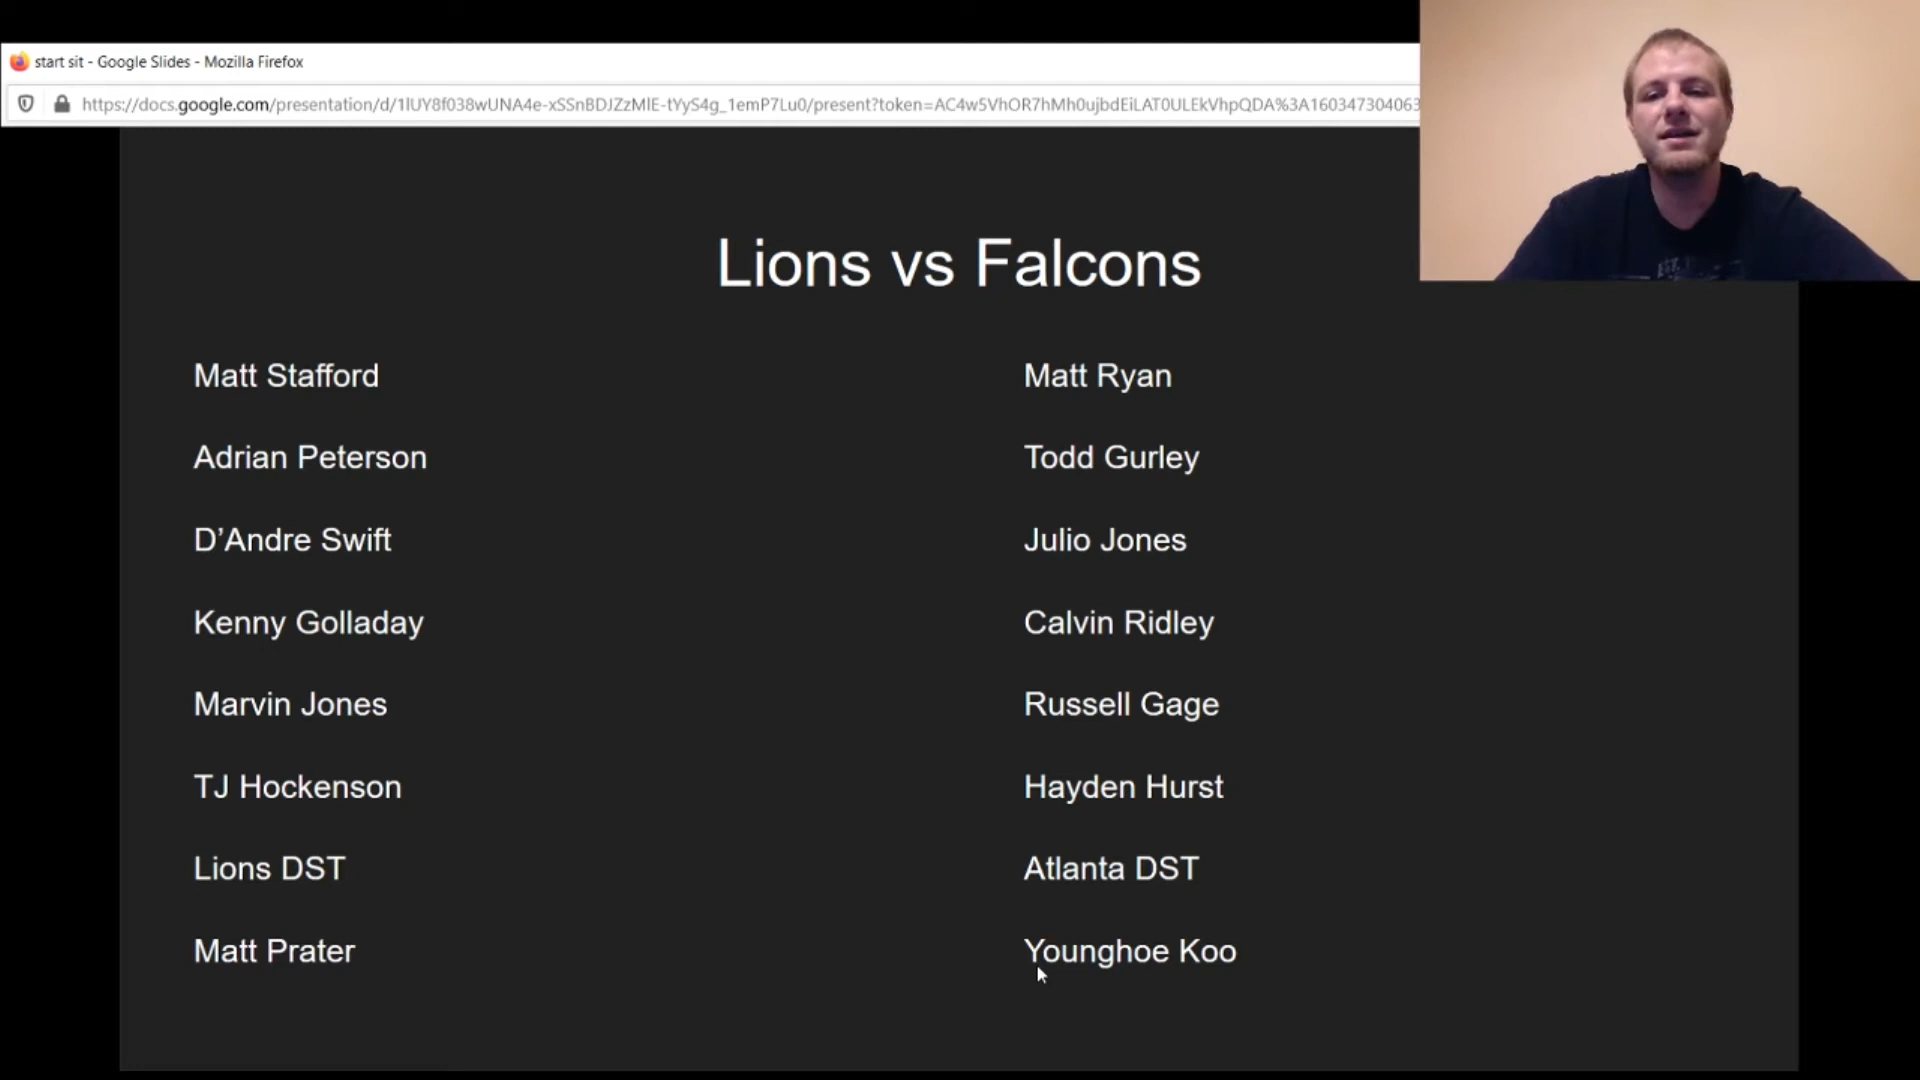 start sit - Google Slides - Mozilla Firefox
Lions vs Falcons
Matt Stafford
Adrian Peterson
D’Andre Swift
Kenny Golladay
Marvin Jones
TJ Hockenson
Lions DST
Matt Prater
Matt Ryan
Todd Gurley
Julio Jones
Calvin Ridley
Russell Gage
Hayden Hurst
Atlanta DST
Younghoe Koo